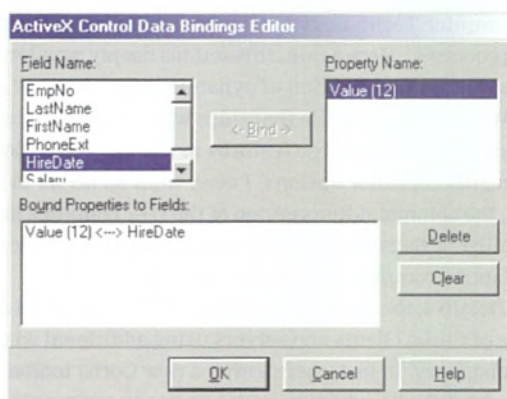 ActiveX Control Data Bindings Editor
Field Name:
EmpNo
LastName
FirstName
PhoneExt
HireDate
Salary
<- Bind ->
Property Name:
Value (12)
Bound Properties to Fields:
Value (12) <---> HireDate
Delete
Clear
OK
Cancel
Help